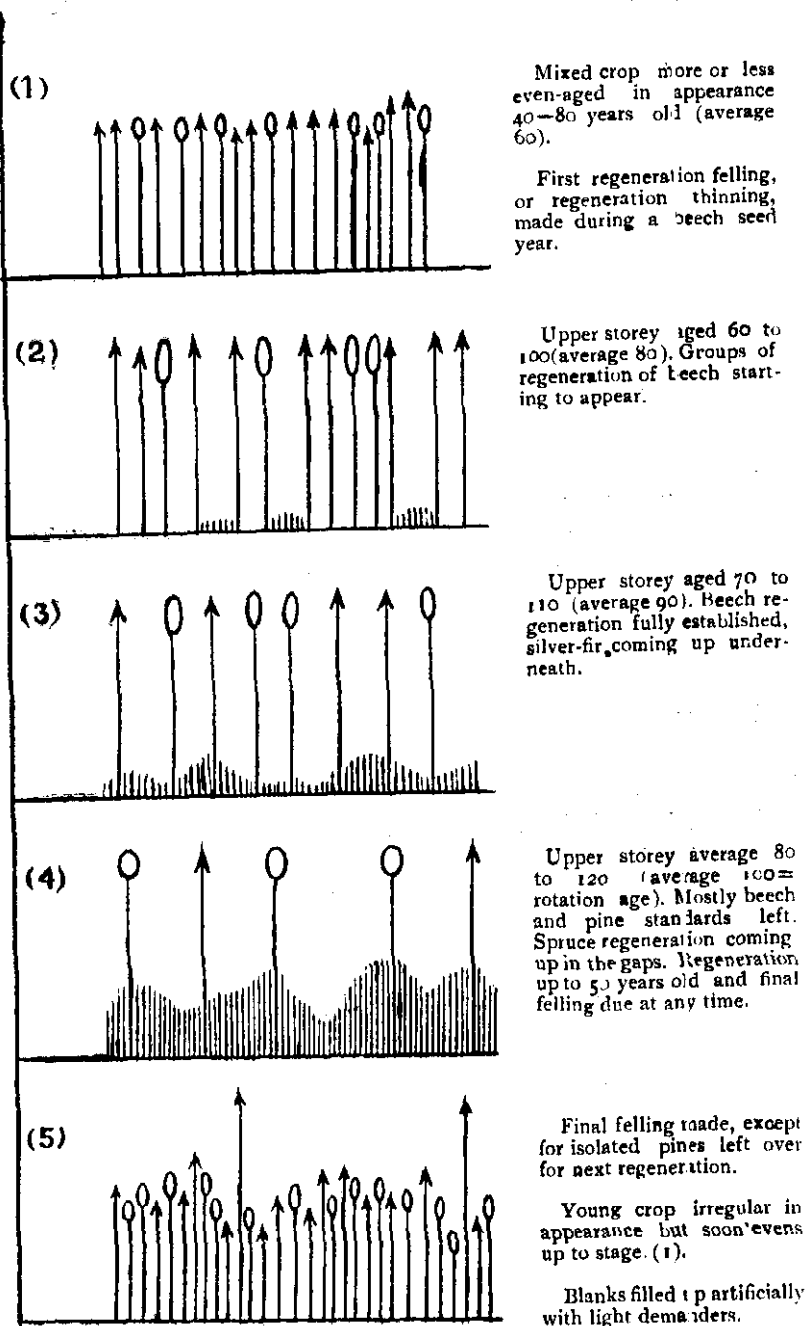 (1)
Mixed crop more or less
even-aged in appearance
40—80 years old (average
60).
First regeneration felling,
or regeneration thinning,
made during a beech seed
year.
(2)
Upper storey aged 60 to
100(average 80). Groups of
regeneration of beech start-
ing to appear.
(3)
Upper storey aged 70 to
110 (average 90). Beech re-
generation fully established,
silver-fir coming up under-
neath.
(4)
Upper storey average 80
to 120 (average 100=
rotation age). Mostly beech
and pine standards left.
Spruce regeneration coming
up in the gaps. Regeneration
up to 50 years old and final
felling due at any time.
(5)
Final felling made, except
for isolated pines left over
for next regeneration.
Young crop irregular in
appearance but soon evens
up to stage (1).
Blanks filled up artificially
with light demanders.